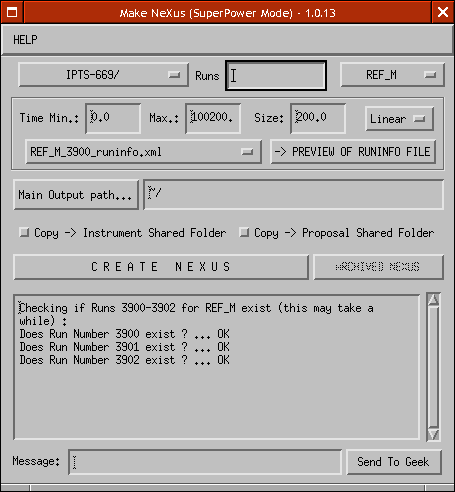 Make NeXus (SuperPower Mode) - 1.0.13
HELP
IPTS-669/ Runs REF_M
Time Min.: 0.0 Max.: 100200. Size: 200.0 Linear
REF_M_3900_runinfo.xml -> PREVIEW OF RUNINFO FILE
Main Output path... ~/
Copy -> Instrument Shared Folder Copy -> Proposal Shared Folder
C R E A T E N E X U S ARCHIVED NEXUS
Checking if Runs 3900-3902 for REF_M exist (this may take a
while) :
Does Run Number 3900 exist ? ... OK
Does Run Number 3901 exist ? ... OK
Does Run Number 3902 exist ? ... OK
Message: Send To Geek